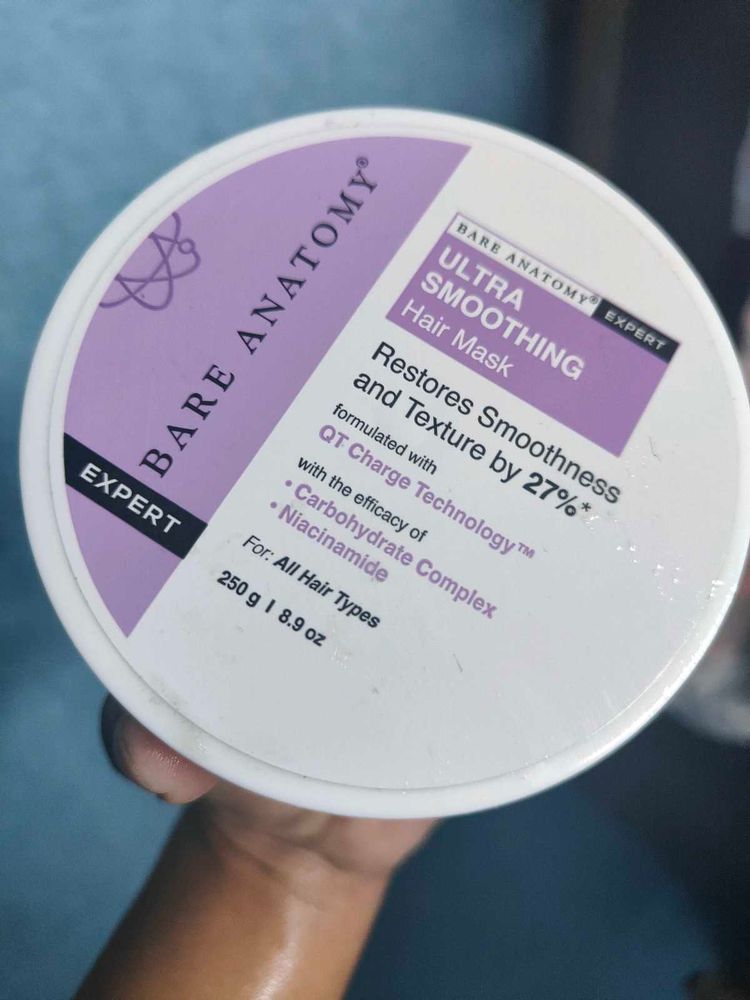 BARE ANATOMY®
EXPERT
BARE ANATOMY®
EXPERT
ULTRA
SMOOTHING
Hair Mask
Restores Smoothness
and Texture by 27%*
formulated with
QT Charge Technology™
with the efficacy of
• Carbohydrate Complex
• Niacinamide
For: All Hair Types
250 g I 8.9 oz